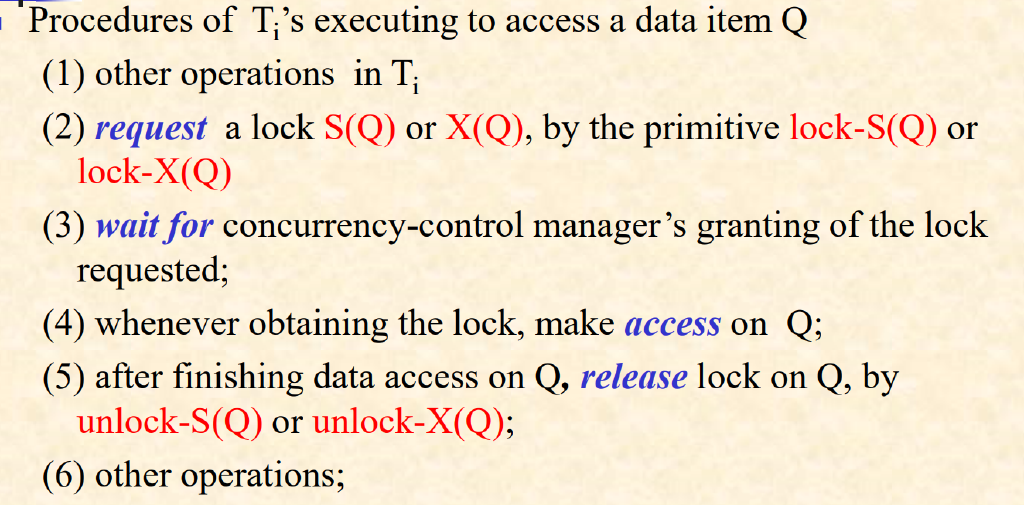 Procedures of Ti's executing to access a data item Q
(1) other operations in Ti
(2) request a lock S(Q) or X(Q), by the primitive lock-S(Q) or
lock-X(Q)
(3) wait for concurrency-control manager's granting of the lock
requested;
(4) whenever obtaining the lock, make access on Q;
(5) after finishing data access on Q, release lock on Q, by
unlock-S(Q) or unlock-X(Q);
(6) other operations;